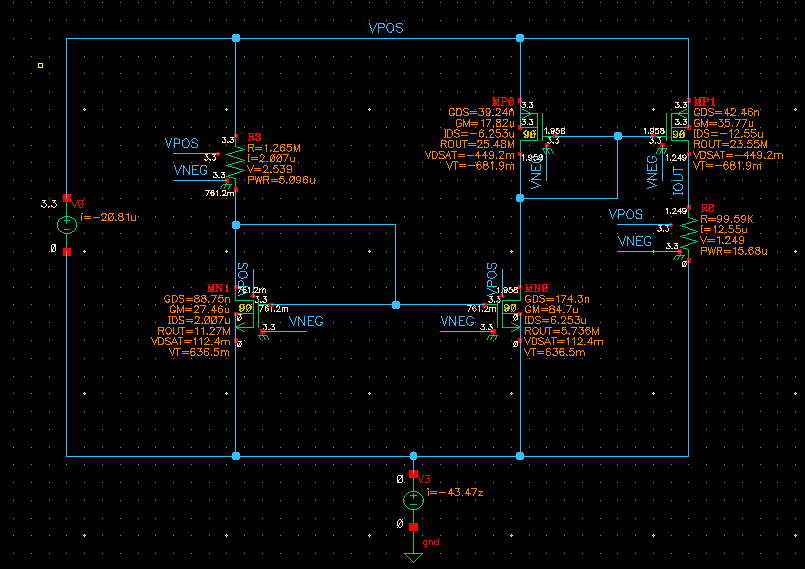 VPOS
MP0
GDS=39.24n
GM=17.82u
IDS=-6.253u
ROUT=25.48M
VDSAT=-449.2m
VT=-681.9m
3.3
3.3
90
1.958
3.3
1.958
VNEG
MP1
GDS=42.46n
GM=35.77u
IDS=-12.55u
ROUT=23.55M
VDSAT=-449.2m
VT=-681.9m
3.3
3.3
90
1.958
3.3
1.249
VNEG
IOUT
VPOS
3.3
VNEG
3.3
3.3
R3
R=1.265M
I=2.007u
V=2.539
PWR=5.096u
761.2m
3.3
V0
i=-20.81u
0
1.249
R0
R=99.59K
I=12.55u
V=1.249
PWR=15.68u
VPOS
3.3
VNEG
3.3
0
VPOS
MN1
GDS=88.75n
GM=27.46u
IDS=2.007u
ROUT=11.27M
VDSAT=112.4m
VT=636.5m
761.2m
3.3
90
761.2m
0
VNEG
3.3
0
VPOS
1.958
MN0
GDS=174.3n
GM=84.7u
IDS=6.253u
ROUT=5.736M
VDSAT=112.4m
VT=636.5m
3.3
90
761.2m
0
VNEG
3.3
0
0
V3
i=-43.47z
0
gnd